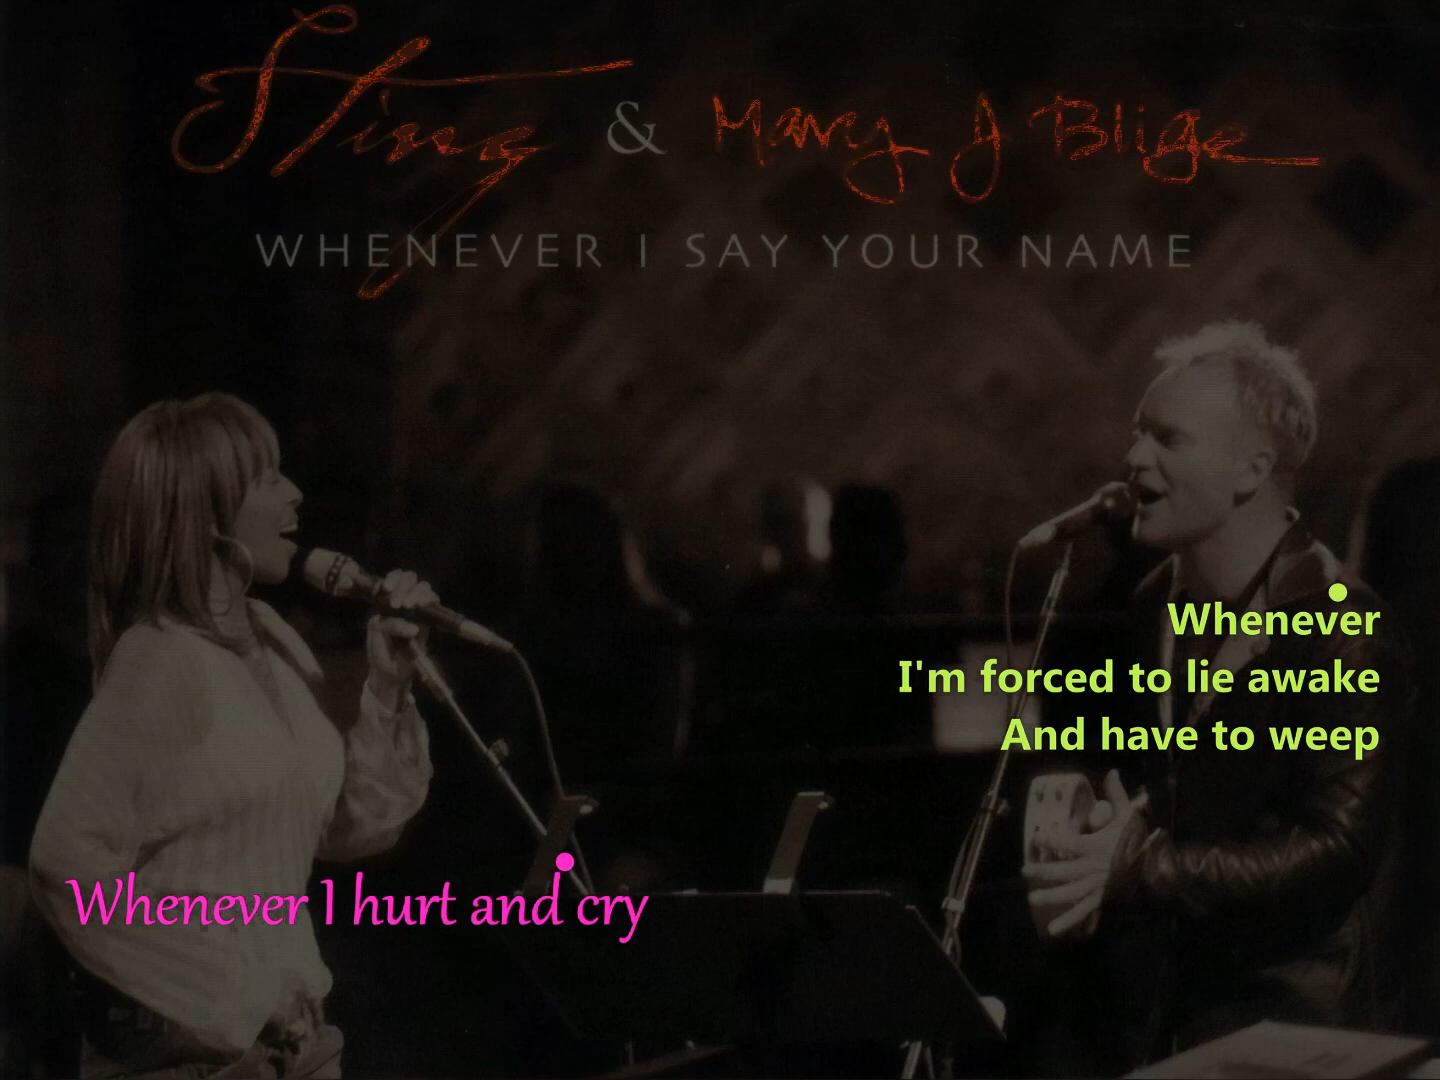 Sting & Mary J Blige
WHENEVER I SAY YOUR NAME
Whenever
I'm forced to lie awake
And have to weep
Whenever I hurt and cry